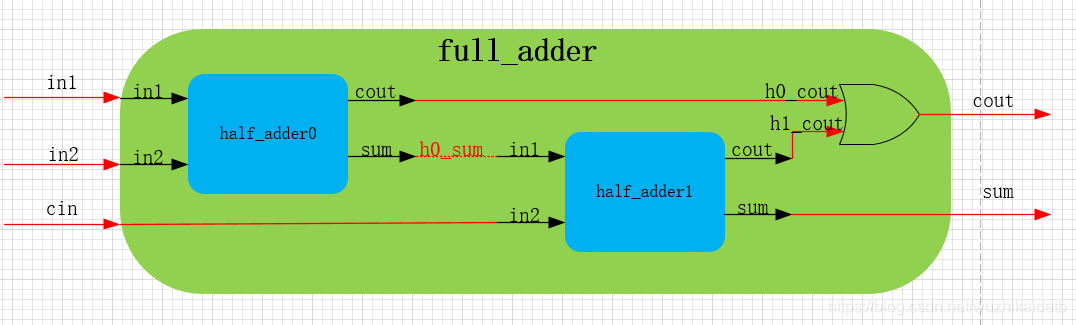 full_adder
in1
in1
cout
h0_cout
cout
half_adder0
h1_cout
in2
in2
sum
h0_sum
in1
cout
half_adder1
sum
cin
in2
sum
https://blog.csdn.net/wuzhikaidetb